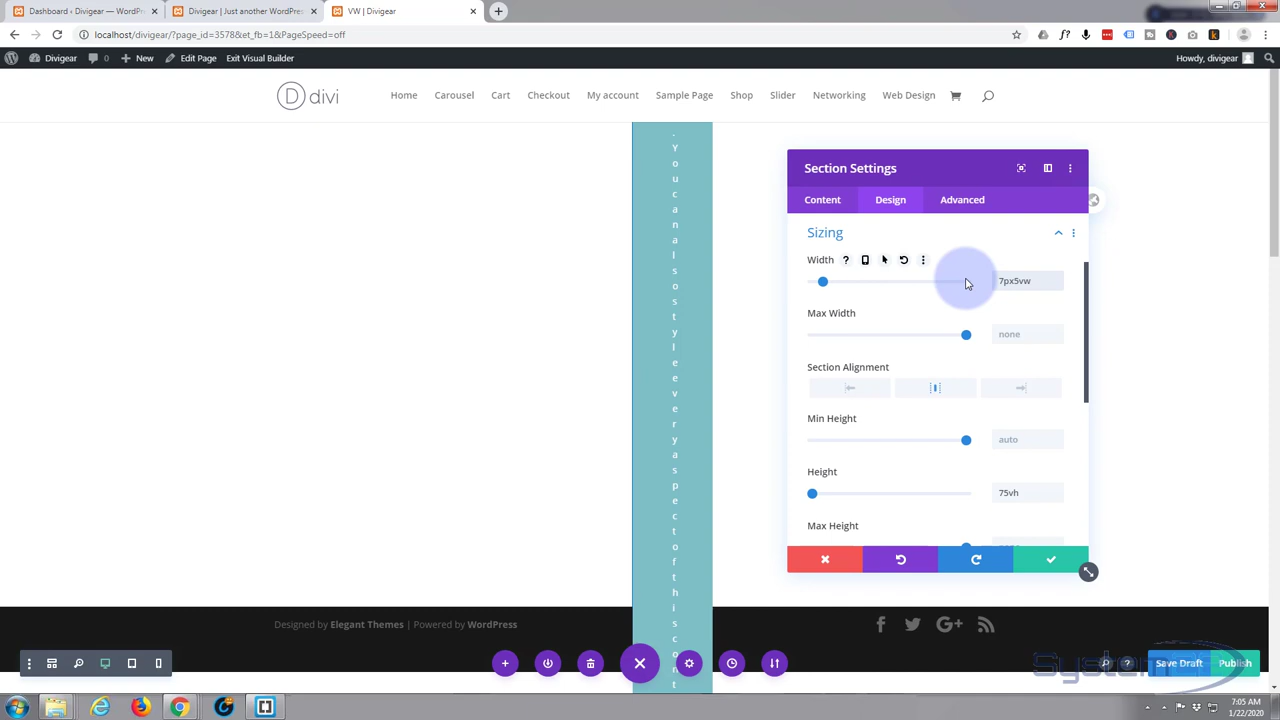 Dashboard ‹ Divigear — WordPr
Divigear | Just another WordPres
VW | Divigear
localhost/divigear/?page_id=3578&et_fb=1&PageSpeed=off
Divigear 0 New Edit Page Exit Visual Builder Howdy, divigear
D divi
Home Carousel Cart Checkout My account Sample Page Shop Slider Networking Web Design
.
Y
o
u
c
a
n
a
l
s
o
s
t
y
l
e
e
v
e
r
y
a
s
p
e
c
t
o
f
t
h
i
s
c
o
n
t
Section Settings
Content Design Advanced
Sizing
Width ?
7px5vw
Max Width
none
Section Alignment
Min Height
auto
Height
75vh
Max Height
Designed by Elegant Themes | Powered by WordPress
Save Draft Publish
7:05 AM
1/22/2020